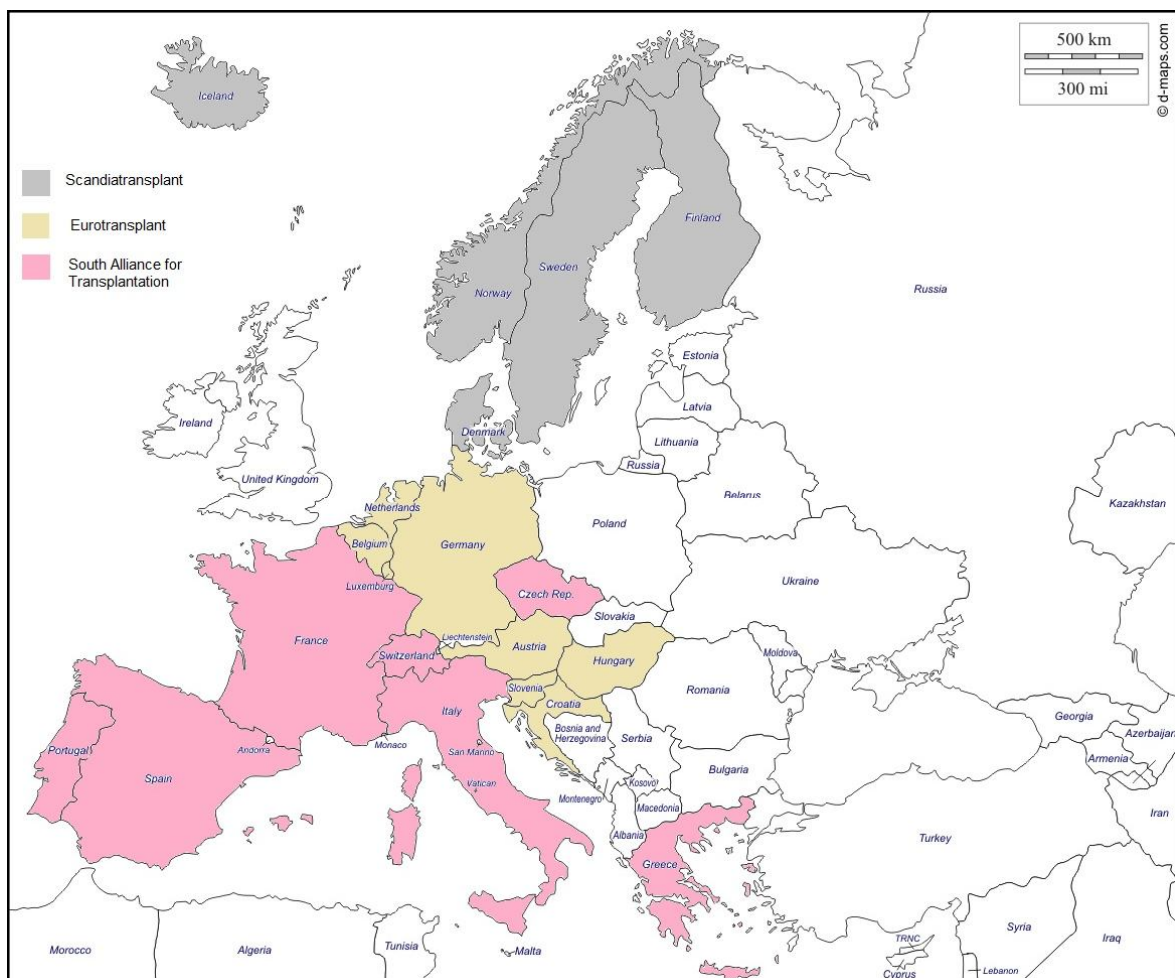 500 km
300 mi
© d-maps.com
Iceland
Scandiatransplant
Eurotransplant
South Alliance for
Transplantation
Finland
Sweden
Norway
Russia
Estonia
Latvia
Lithuania
Russia
Denmark
Ireland
United Kingdom
Netherlands
Belgium
Germany
Poland
Belarus
Kazakhstan
Luxemburg
Czech Rep.
Ukraine
Slovakia
France
Liechtenstein
Switzerland
Austria
Hungary
Moldova
Slovenia
Romania
Croatia
Italy
Bosnia and
Herzegovina
Serbia
Georgia
Azerbaijan
Portugal
Andorra
Monaco
San Marino
Armenia
Spain
Vatican
Bulgaria
Kosovo
Montenegro
Macedonia
Albania
Iran
Turkey
Greece
Morocco
Algeria
Tunisia
Malta
TRNC
Cyprus
Syria
Lebanon
Iraq